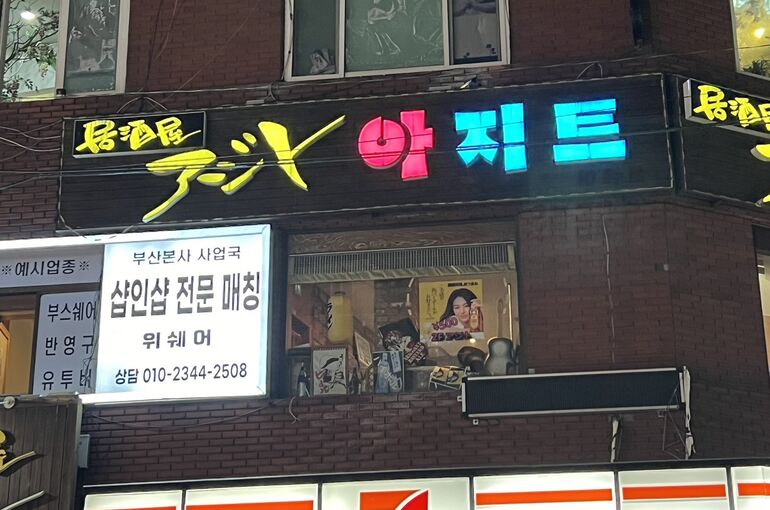 居酒屋
アージト
아지트
居酒屋
※예시업종※
부스쉐어
반영구
유투버
부산본사 사업국
샵인샵 전문 매칭
위쉐어
상담 010-2344-2508